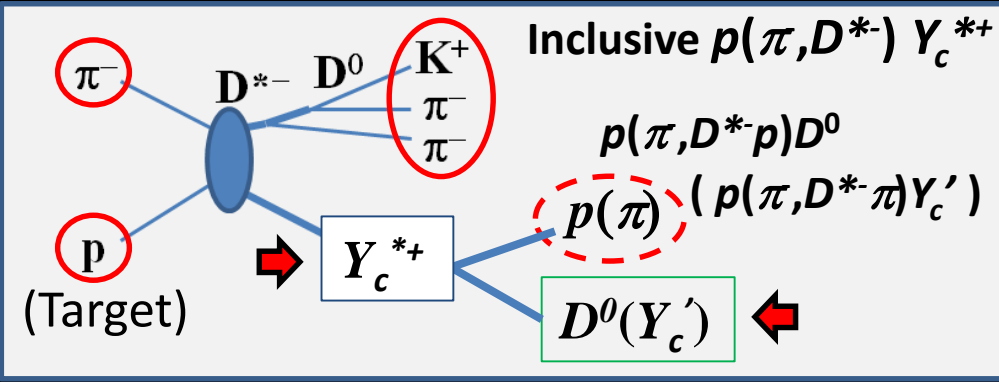 Inclusive p(π,D*-) Yc*+
π⁻
D*⁻
D⁰
K⁺
π⁻
π⁻
p(π,D*-p)D⁰
( p(π,D*-π)Yc′ )
p
(Target)
Yc*+
p(π)
D⁰(Yc′)